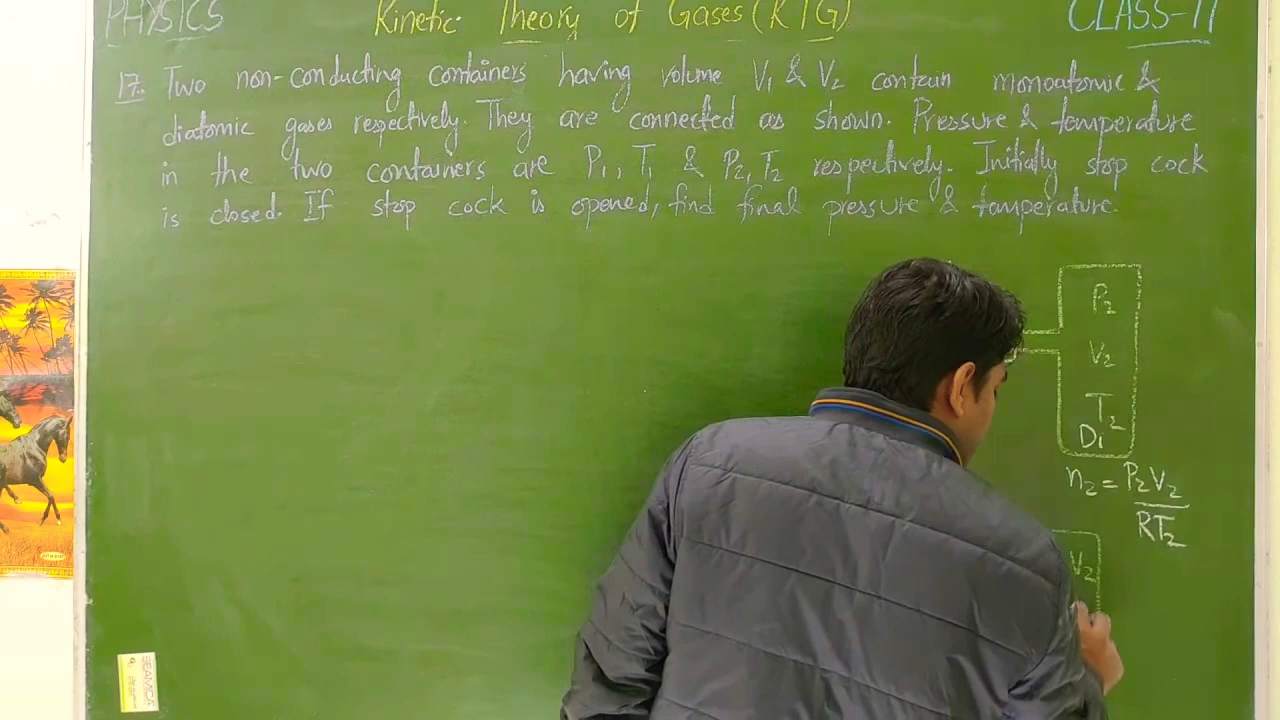 PHYSICS
Kinetic Theory of Gases (KTG)
CLASS-11
17. Two non-conducting containers having volume V₁ & V₂ contain monoatomic &
diatomic gases respectively. They are connected as shown. Pressure & temperature
in the two containers are P₁, T₁ & P₂, T₂ respectively. Initially stop cock
is closed. If stop cock is opened, find final pressure & temperature.
P₂
V₂
T₂
Di
n₂ = P₂V₂
RT₂
V₂
SEAMICA